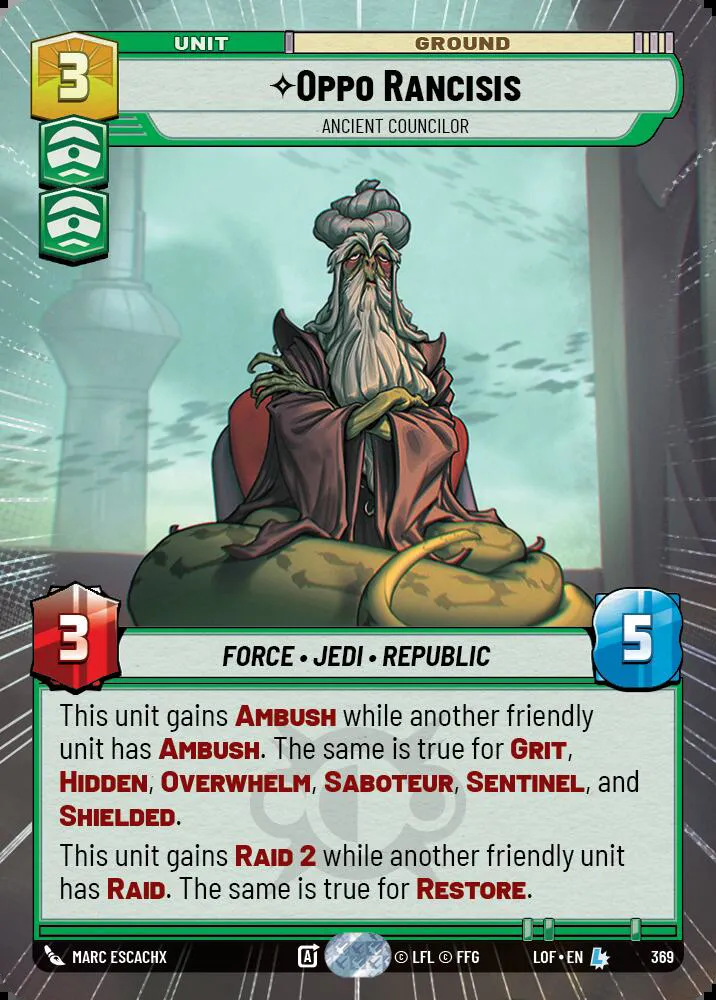 UNIT
GROUND
3
✧OPPO RANCISIS
ANCIENT COUNCILOR
3
FORCE • JEDI • REPUBLIC
5
This unit gains AMBUSH while another friendly
unit has AMBUSH. The same is true for GRIT,
HIDDEN, OVERWHELM, SABOTEUR, SENTINEL, and
SHIELDED.
This unit gains RAID 2 while another friendly unit
has RAID. The same is true for RESTORE.
MARC ESCACHX
A
© LFL © FFG
LOF • EN
L
369